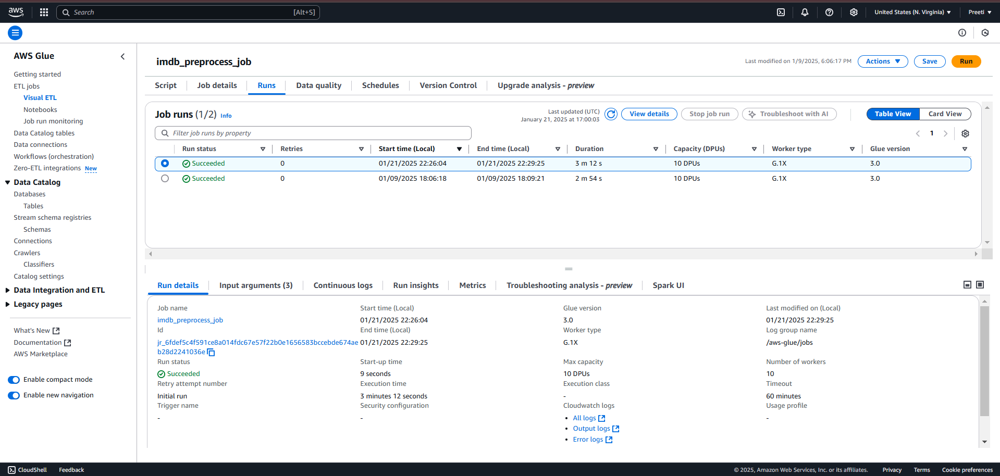 aws
Search [Alt+S]
United States (N. Virginia) ▼ Preeti ▼
AWS Glue
Getting started
ETL jobs
Visual ETL
Notebooks
Job run monitoring
Data Catalog tables
Data connections
Workflows (orchestration)
Zero-ETL integrations New
Data Catalog
Databases
Tables
Stream schema registries
Schemas
Connections
Crawlers
Classifiers
Catalog settings
Data Integration and ETL
Legacy pages
What's New
Documentation
AWS Marketplace
Enable compact mode
Enable new navigation
imdb_preprocess_job
Last modified on 1/9/2025, 6:06:17 PM Actions Save Run
Script Job details Runs Data quality Schedules Version Control Upgrade analysis - preview
Job runs (1/2) Info
Last updated (UTC)
January 21, 2025 at 17:00:03
View details Stop job run Troubleshoot with AI Table View Card View
Filter job runs by property
1
Run status Retries Start time (Local) End time (Local) Duration Capacity (DPUs) Worker type Glue version
Succeeded 0 01/21/2025 22:26:04 01/21/2025 22:29:25 3 m 12 s 10 DPUs G.1X 3.0
Succeeded 0 01/09/2025 18:06:18 01/09/2025 18:09:21 2 m 54 s 10 DPUs G.1X 3.0
Run details Input arguments (3) Continuous logs Run insights Metrics Troubleshooting analysis - preview Spark UI
Job name Start time (Local) Glue version Last modified on (Local)
imdb_preprocess_job 01/21/2025 22:26:04 3.0 01/21/2025 22:29:25
Id End time (Local) Worker type Log group name
jr_6fdef5c4f591ce8a014fdc67e57f22b0e1656583bccebde674ae 01/21/2025 22:29:25 G.1X /aws-glue/jobs
b28d2241036e
Run status Start-up time Max capacity Number of workers
Succeeded 9 seconds 10 DPUs 10
Retry attempt number Execution time Execution class Timeout
Initial run 3 minutes 12 seconds - 60 minutes
Trigger name Security configuration Cloudwatch logs Usage profile
- - • All logs -
• Output logs
• Error logs
CloudShell Feedback
© 2025, Amazon Web Services, Inc. or its affiliates. Privacy Terms Cookie preferences